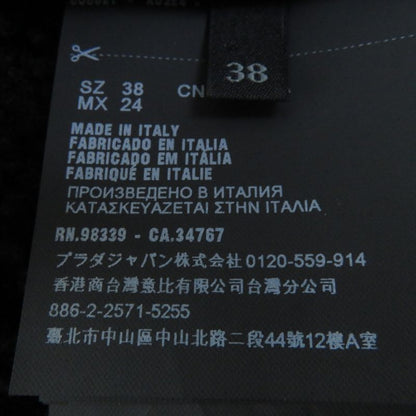 38
SZ 38 CN
MX 24
MADE IN ITALY
FABRICADO EN ITALIA
FABRICADO EM ITÁLIA
FABRIQUÉ EN ITALIE
ПРОИЗВЕДЕНО В ИТАЛИЯ
ΚΑΤΑΣΚΕΥΑΖΕΤΑΙ ΣΤΗΝ ΙΤΑΛΙΑ
RN.98339 - CA.34767
プラダジャパン株式会社 0120-559-914
香港商台灣意比有限公司台灣分公司
886-2-2571-5255
臺北市中山區中山北路二段44號12樓A室